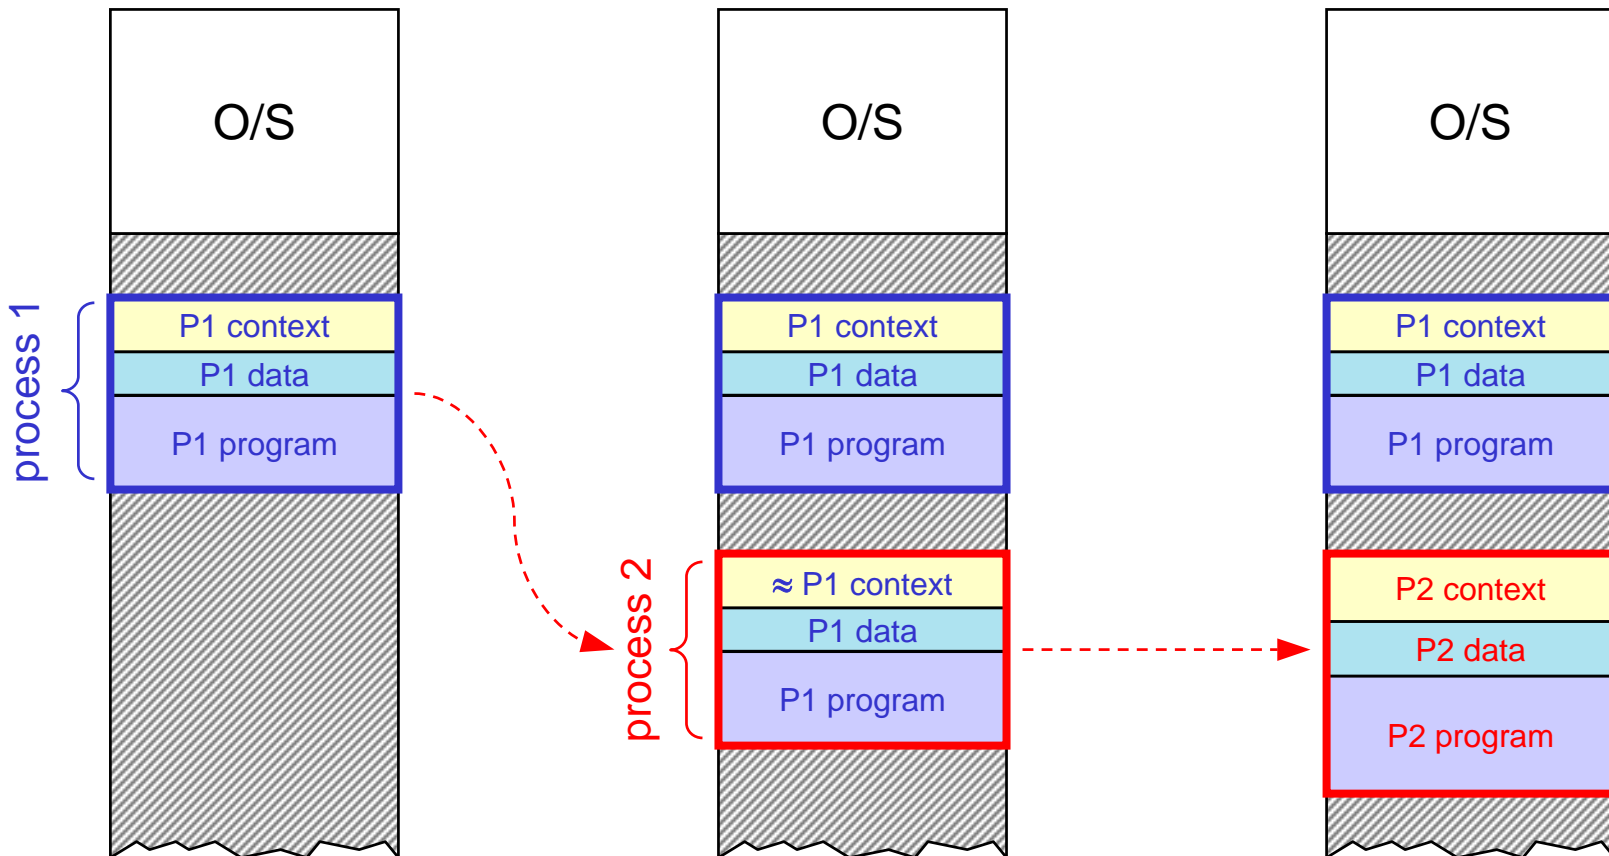 O/S
process 1
P1 context
P1 data
P1 program
O/S
P1 context
P1 data
P1 program
process 2
≈ P1 context
P1 data
P1 program
O/S
P1 context
P1 data
P1 program
P2 context
P2 data
P2 program